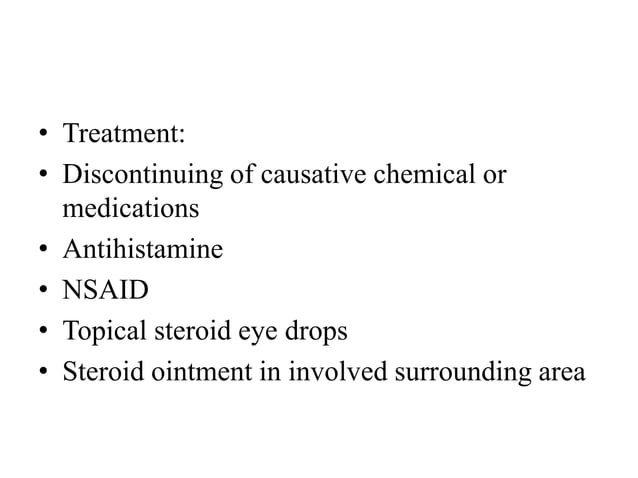 • Treatment:
• Discontinuing of causative chemical or
medications
• Antihistamine
• NSAID
• Topical steroid eye drops
• Steroid ointment in involved surrounding area